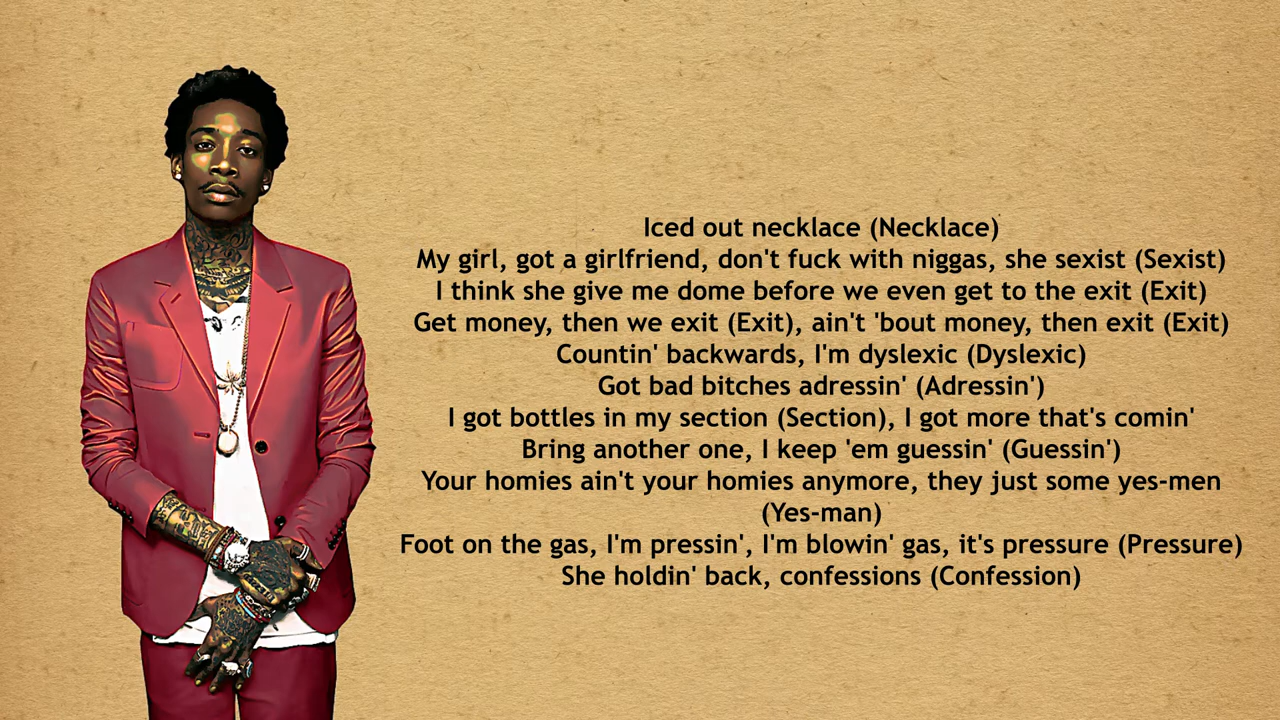 Iced out necklace (Necklace)
My girl, got a girlfriend, don't fuck with niggas, she sexist (Sexist)
I think she give me dome before we even get to the exit (Exit)
Get money, then we exit (Exit), ain't 'bout money, then exit (Exit)
Countin' backwards, I'm dyslexic (Dyslexic)
Got bad bitches adressin' (Adressin')
I got bottles in my section (Section), I got more that's comin'
Bring another one, I keep 'em guessin' (Guessin')
Your homies ain't your homies anymore, they just some yes-men
(Yes-man)
Foot on the gas, I'm pressin', I'm blowin' gas, it's pressure (Pressure)
She holdin' back, confessions (Confession)